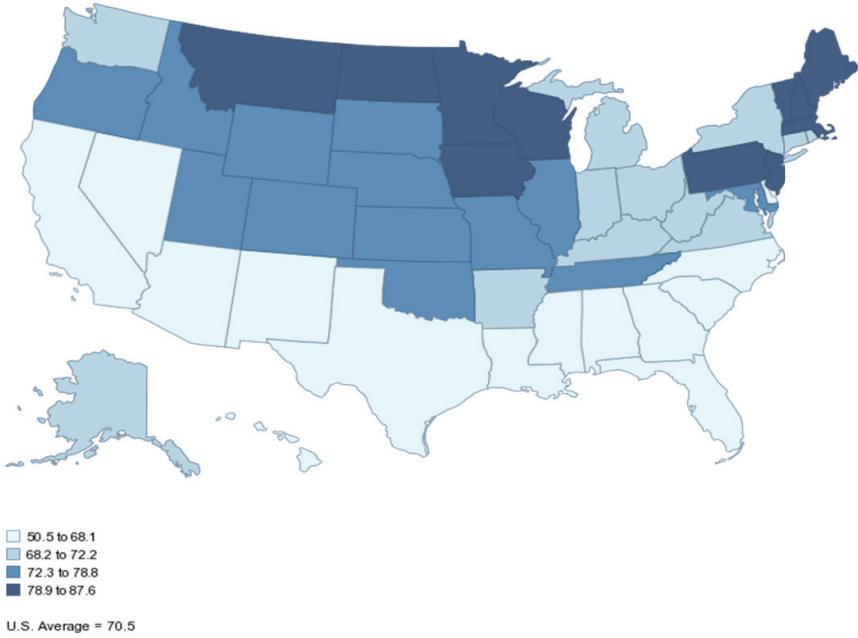 50.5 to 68.1
68.2 to 72.2
72.3 to 78.8
78.9 to 87.6
U.S. Average = 70.5